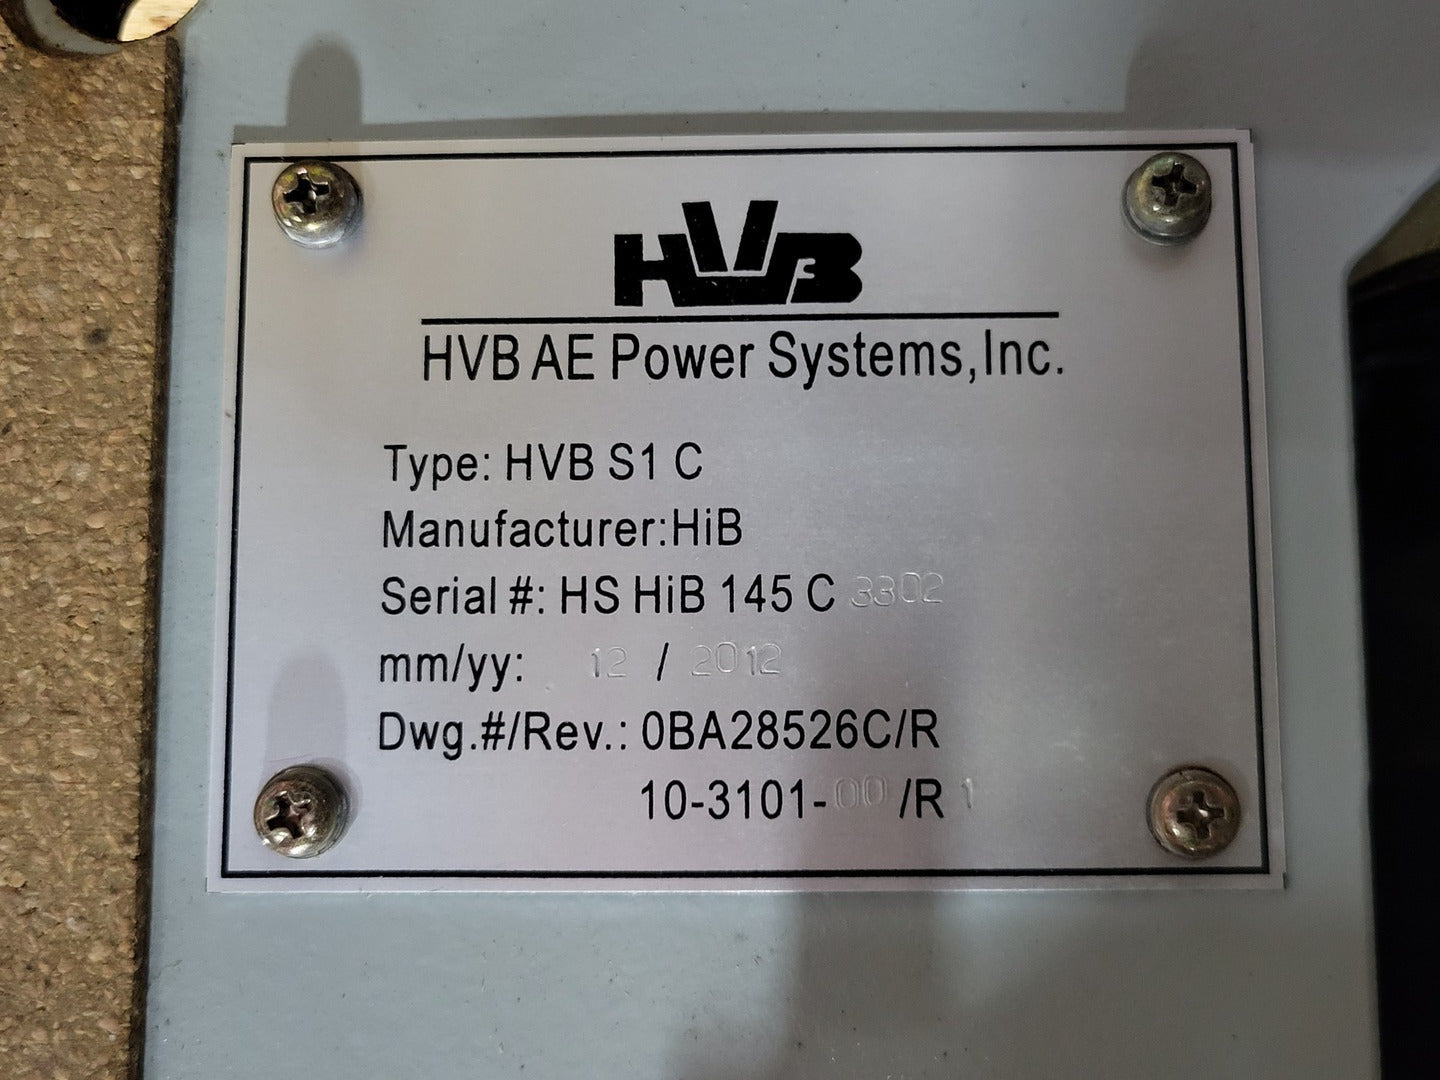 HVB
HVB AE Power Systems,Inc.
Type: HVB S1 C
Manufacturer:HiB
Serial #: HS HiB 145 C 3302
mm/yy: 12 / 2012
Dwg.#/Rev.: 0BA28526C/R
10-3101-00 /R 1